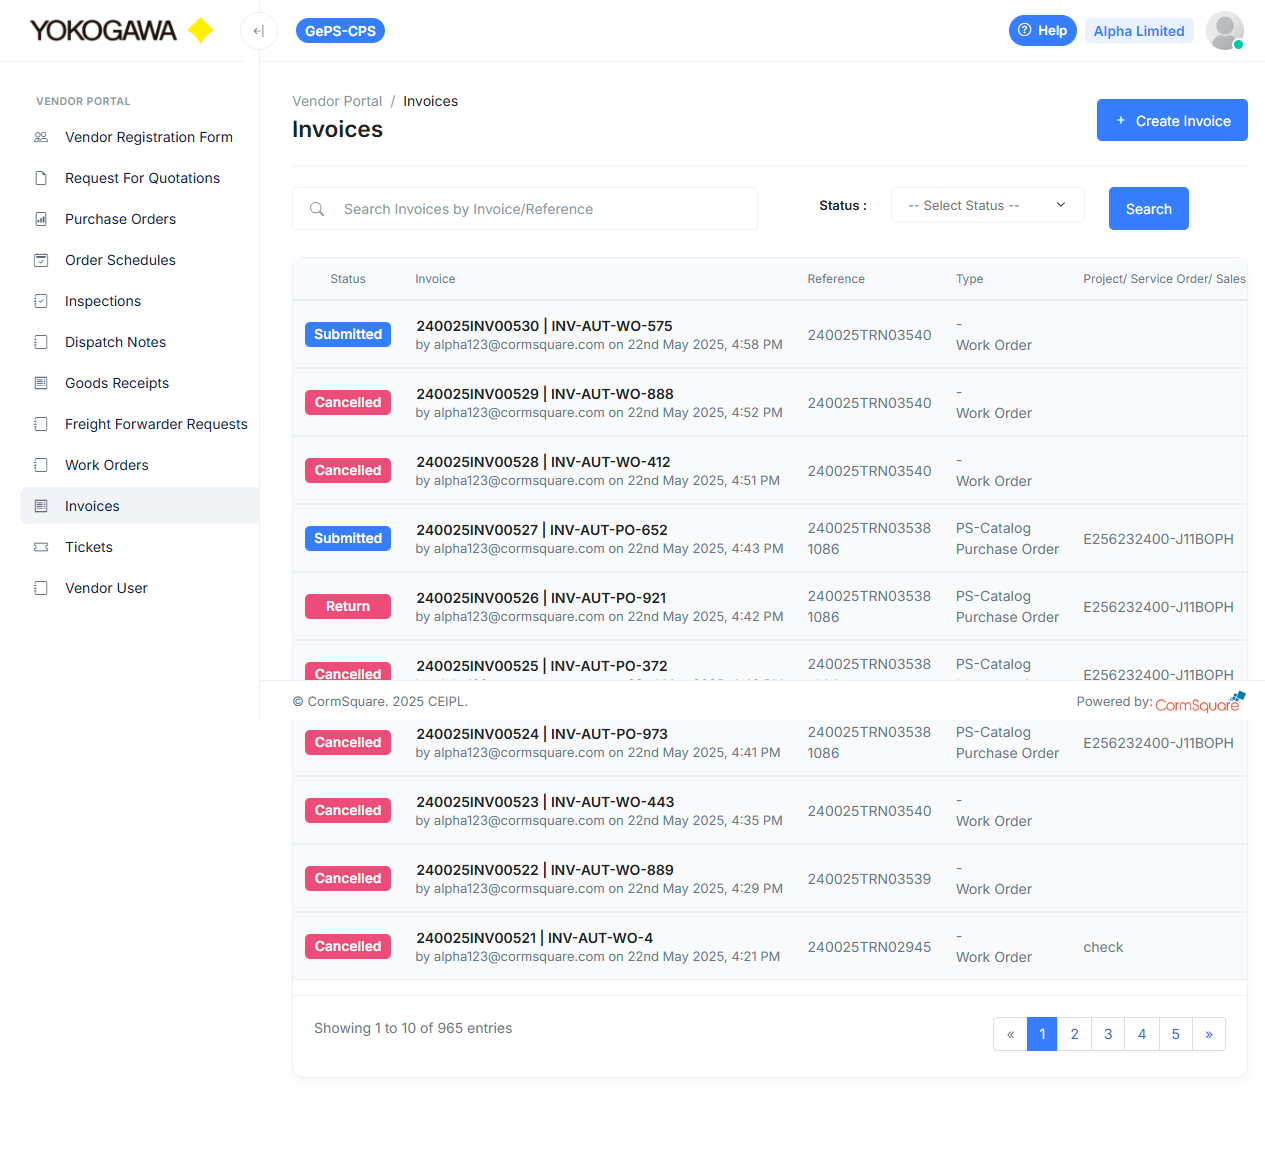 YOKOGAWA
GePS-CPS
Help
Alpha Limited
VENDOR PORTAL
Vendor Registration Form
Request For Quotations
Purchase Orders
Order Schedules
Inspections
Dispatch Notes
Goods Receipts
Freight Forwarder Requests
Work Orders
Invoices
Tickets
Vendor User
Vendor Portal / Invoices
Invoices
+ Create Invoice
Search Invoices by Invoice/Reference
Status :
-- Select Status --
Search
Status Invoice Reference Type Project/ Service Order/ Sales
Submitted
240025INV00530 | INV-AUT-WO-575
by alpha123@cormsquare.com on 22nd May 2025, 4:58 PM
240025TRN03540
-
Work Order
Cancelled
240025INV00529 | INV-AUT-WO-888
by alpha123@cormsquare.com on 22nd May 2025, 4:52 PM
240025TRN03540
-
Work Order
Cancelled
240025INV00528 | INV-AUT-WO-412
by alpha123@cormsquare.com on 22nd May 2025, 4:51 PM
240025TRN03540
-
Work Order
Submitted
240025INV00527 | INV-AUT-PO-652
by alpha123@cormsquare.com on 22nd May 2025, 4:43 PM
240025TRN03538
1086
PS-Catalog
Purchase Order
E256232400-J11BOPH
Return
240025INV00526 | INV-AUT-PO-921
by alpha123@cormsquare.com on 22nd May 2025, 4:42 PM
240025TRN03538
1086
PS-Catalog
Purchase Order
E256232400-J11BOPH
Cancelled
240025INV00525 | INV-AUT-PO-372
240025TRN03538
PS-Catalog
E256232400-J11BOPH
© CormSquare. 2025 CEIPL.
Powered by: CormSquare
Cancelled
240025INV00524 | INV-AUT-PO-973
by alpha123@cormsquare.com on 22nd May 2025, 4:41 PM
240025TRN03538
1086
PS-Catalog
Purchase Order
E256232400-J11BOPH
Cancelled
240025INV00523 | INV-AUT-WO-443
by alpha123@cormsquare.com on 22nd May 2025, 4:35 PM
240025TRN03540
-
Work Order
Cancelled
240025INV00522 | INV-AUT-WO-889
by alpha123@cormsquare.com on 22nd May 2025, 4:29 PM
240025TRN03539
-
Work Order
Cancelled
240025INV00521 | INV-AUT-WO-4
by alpha123@cormsquare.com on 22nd May 2025, 4:21 PM
240025TRN02945
-
Work Order
check
Showing 1 to 10 of 965 entries
« 1 2 3 4 5 »